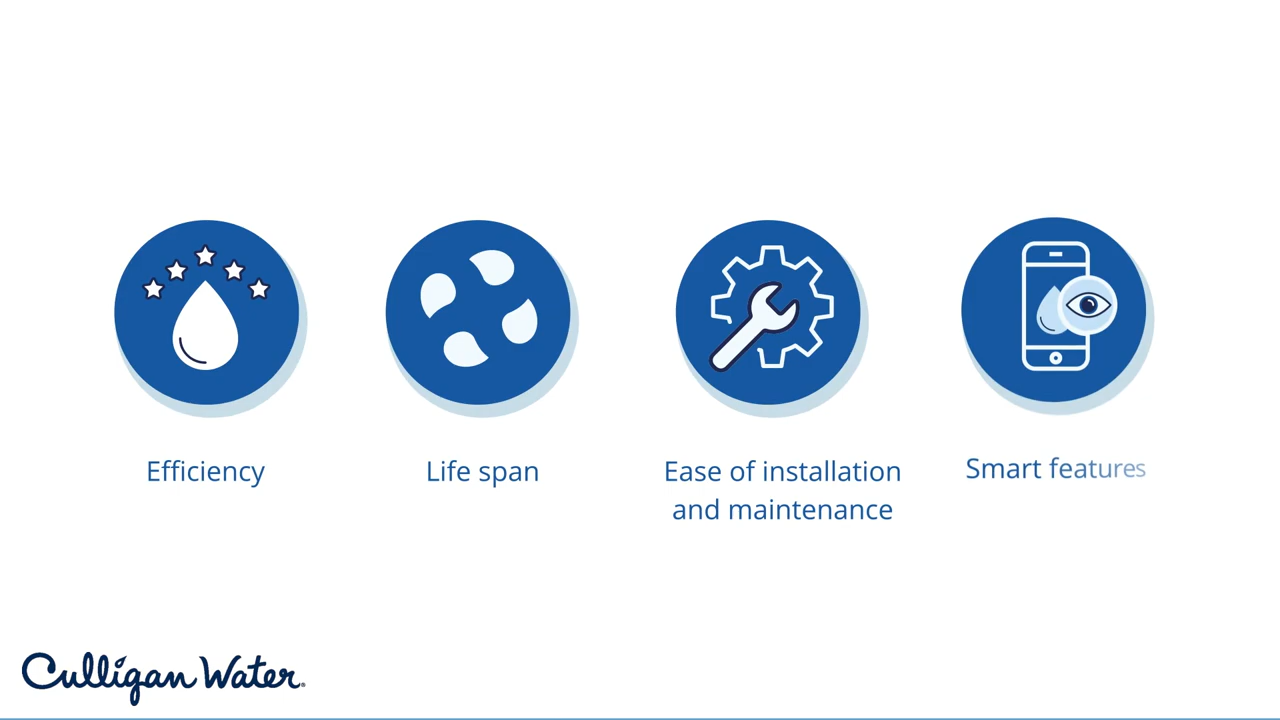 Efficiency
Life span
Ease of installation
and maintenance
Smart features
Culligan Water®